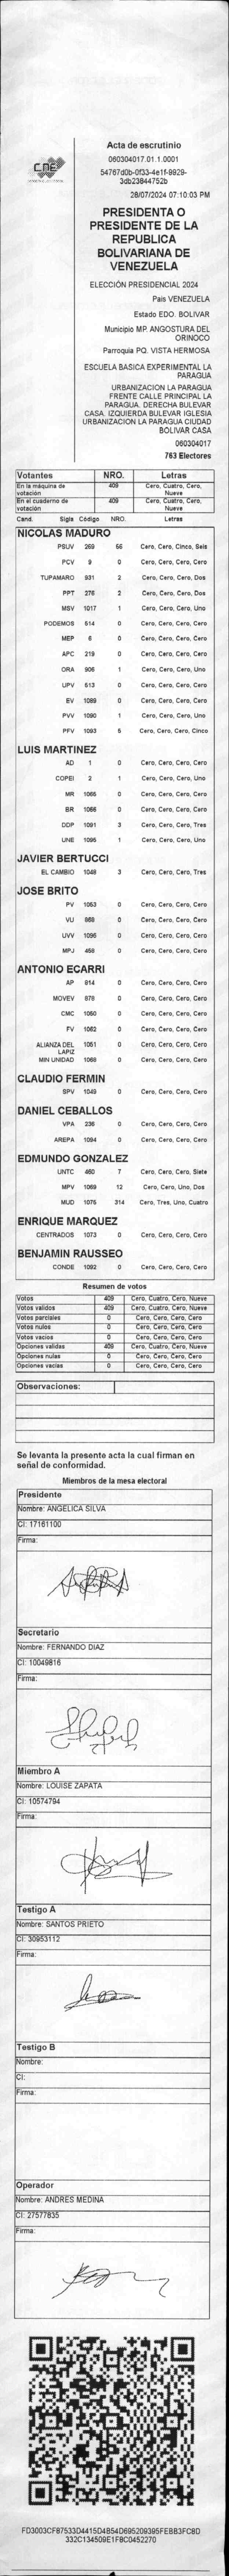 CNE
Acta de escrutinio
060304017.01.1.0001
54767d0b-0f33-4e1f-9929-
3db23844752b
28/07/2024 07:10:03 PM
PRESIDENTA O
PRESIDENTE DE LA
REPUBLICA
BOLIVARIANA DE
VENEZUELA
ELECCIÓN PRESIDENCIAL 2024
Pais VENEZUELA
Estado EDO. BOLIVAR
Municipio MP. ANGOSTURA DEL
ORINOCO
Parroquia PQ. VISTA HERMOSA
ESCUELA BASICA EXPERIMENTAL LA
PARAGUA
URBANIZACION LA PARAGUA
FRENTE CALLE PRINCIPAL LA
PARAGUA. DERECHA BULEVAR
CASA. IZQUIERDA BULEVAR IGLESIA
URBANIZACION LA PARAGUA CIUDAD
BOLIVAR CASA
060304017
763 Electores
Votantes NRO. Letras
En la máquina de votación 409 Cero, Cuatro, Cero, Nueve
En el cuaderno de votación 409 Cero, Cuatro, Cero, Nueve
Cand. Sigla Código NRO. Letras
NICOLAS MADURO
PSUV 269 56 Cero, Cero, Cinco, Seis
PCV 9 0 Cero, Cero, Cero, Cero
TUPAMARO 931 2 Cero, Cero, Cero, Dos
PPT 276 2 Cero, Cero, Cero, Dos
MSV 1017 1 Cero, Cero, Cero, Uno
PODEMOS 514 0 Cero, Cero, Cero, Cero
MEP 6 0 Cero, Cero, Cero, Cero
APC 219 0 Cero, Cero, Cero, Cero
ORA 906 1 Cero, Cero, Cero, Uno
UPV 513 0 Cero, Cero, Cero, Cero
EV 1089 0 Cero, Cero, Cero, Cero
PVV 1090 1 Cero, Cero, Cero, Uno
PFV 1093 5 Cero, Cero, Cero, Cinco
LUIS MARTINEZ
AD 1 0 Cero, Cero, Cero, Cero
COPEI 2 1 Cero, Cero, Cero, Uno
MR 1065 0 Cero, Cero, Cero, Cero
BR 1066 0 Cero, Cero, Cero, Cero
DDP 1091 3 Cero, Cero, Cero, Tres
UNE 1095 1 Cero, Cero, Cero, Uno
JAVIER BERTUCCI
EL CAMBIO 1048 3 Cero, Cero, Cero, Tres
JOSE BRITO
PV 1053 0 Cero, Cero, Cero, Cero
VU 868 0 Cero, Cero, Cero, Cero
UVV 1096 0 Cero, Cero, Cero, Cero
MPJ 458 0 Cero, Cero, Cero, Cero
ANTONIO ECARRI
AP 814 0 Cero, Cero, Cero, Cero
MOVEV 878 0 Cero, Cero, Cero, Cero
CMC 1050 0 Cero, Cero, Cero, Cero
FV 1062 0 Cero, Cero, Cero, Cero
ALIANZA DEL LAPIZ 1051 0 Cero, Cero, Cero, Cero
MIN UNIDAD 1068 0 Cero, Cero, Cero, Cero
CLAUDIO FERMIN
SPV 1049 0 Cero, Cero, Cero, Cero
DANIEL CEBALLOS
VPA 236 0 Cero, Cero, Cero, Cero
AREPA 1094 0 Cero, Cero, Cero, Cero
EDMUNDO GONZALEZ
UNTC 460 7 Cero, Cero, Cero, Siete
MPV 1069 12 Cero, Cero, Uno, Dos
MUD 1075 314 Cero, Tres, Uno, Cuatro
ENRIQUE MARQUEZ
CENTRADOS 1073 0 Cero, Cero, Cero, Cero
BENJAMIN RAUSSEO
CONDE 1092 0 Cero, Cero, Cero, Cero
Resumen de votos
Votos 409 Cero, Cuatro, Cero, Nueve
Votos validos 409 Cero, Cuatro, Cero, Nueve
Votos parciales 0 Cero, Cero, Cero, Cero
Votos nulos 0 Cero, Cero, Cero, Cero
Votos vacios 0 Cero, Cero, Cero, Cero
Opciones validas 409 Cero, Cuatro, Cero, Nueve
Opciones nulas 0 Cero, Cero, Cero, Cero
Opciones vacias 0 Cero, Cero, Cero, Cero
Observaciones:
Se levanta la presente acta la cual firman en
señal de conformidad.
Miembros de la mesa electoral
Presidente
Nombre: ANGELICA SILVA
CI: 17161100
Firma:
Secretario
Nombre: FERNANDO DIAZ
CI: 10049816
Firma:
Miembro A
Nombre: LOUISE ZAPATA
CI: 10574794
Firma:
Testigo A
Nombre: SANTOS PRIETO
CI: 30953112
Firma:
Testigo B
Nombre:
CI:
Firma:
Operador
Nombre: ANDRES MEDINA
CI: 27577835
Firma:
FD3003CF87533D4415D4B54D695209395FEBB3FC8D
332C134509E1F8C0452270